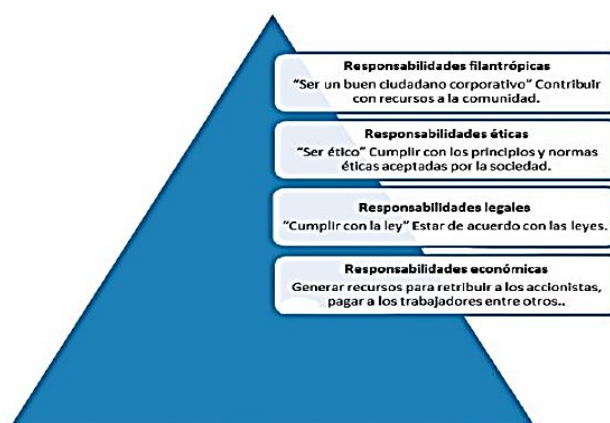 Responsabilidades filantrópicas
"Ser un buen ciudadano corporativo" Contribuir
con recursos a la comunidad.
Responsabilidades éticas
"Ser ético" Cumplir con los principios y normas
éticas aceptadas por la sociedad.
Responsabilidades legales
"Cumplir con la ley" Estar de acuerdo con las leyes.
Responsabilidades económicas
Generar recursos para retribuir a los accionistas,
pagar a los trabajadores entre otros..